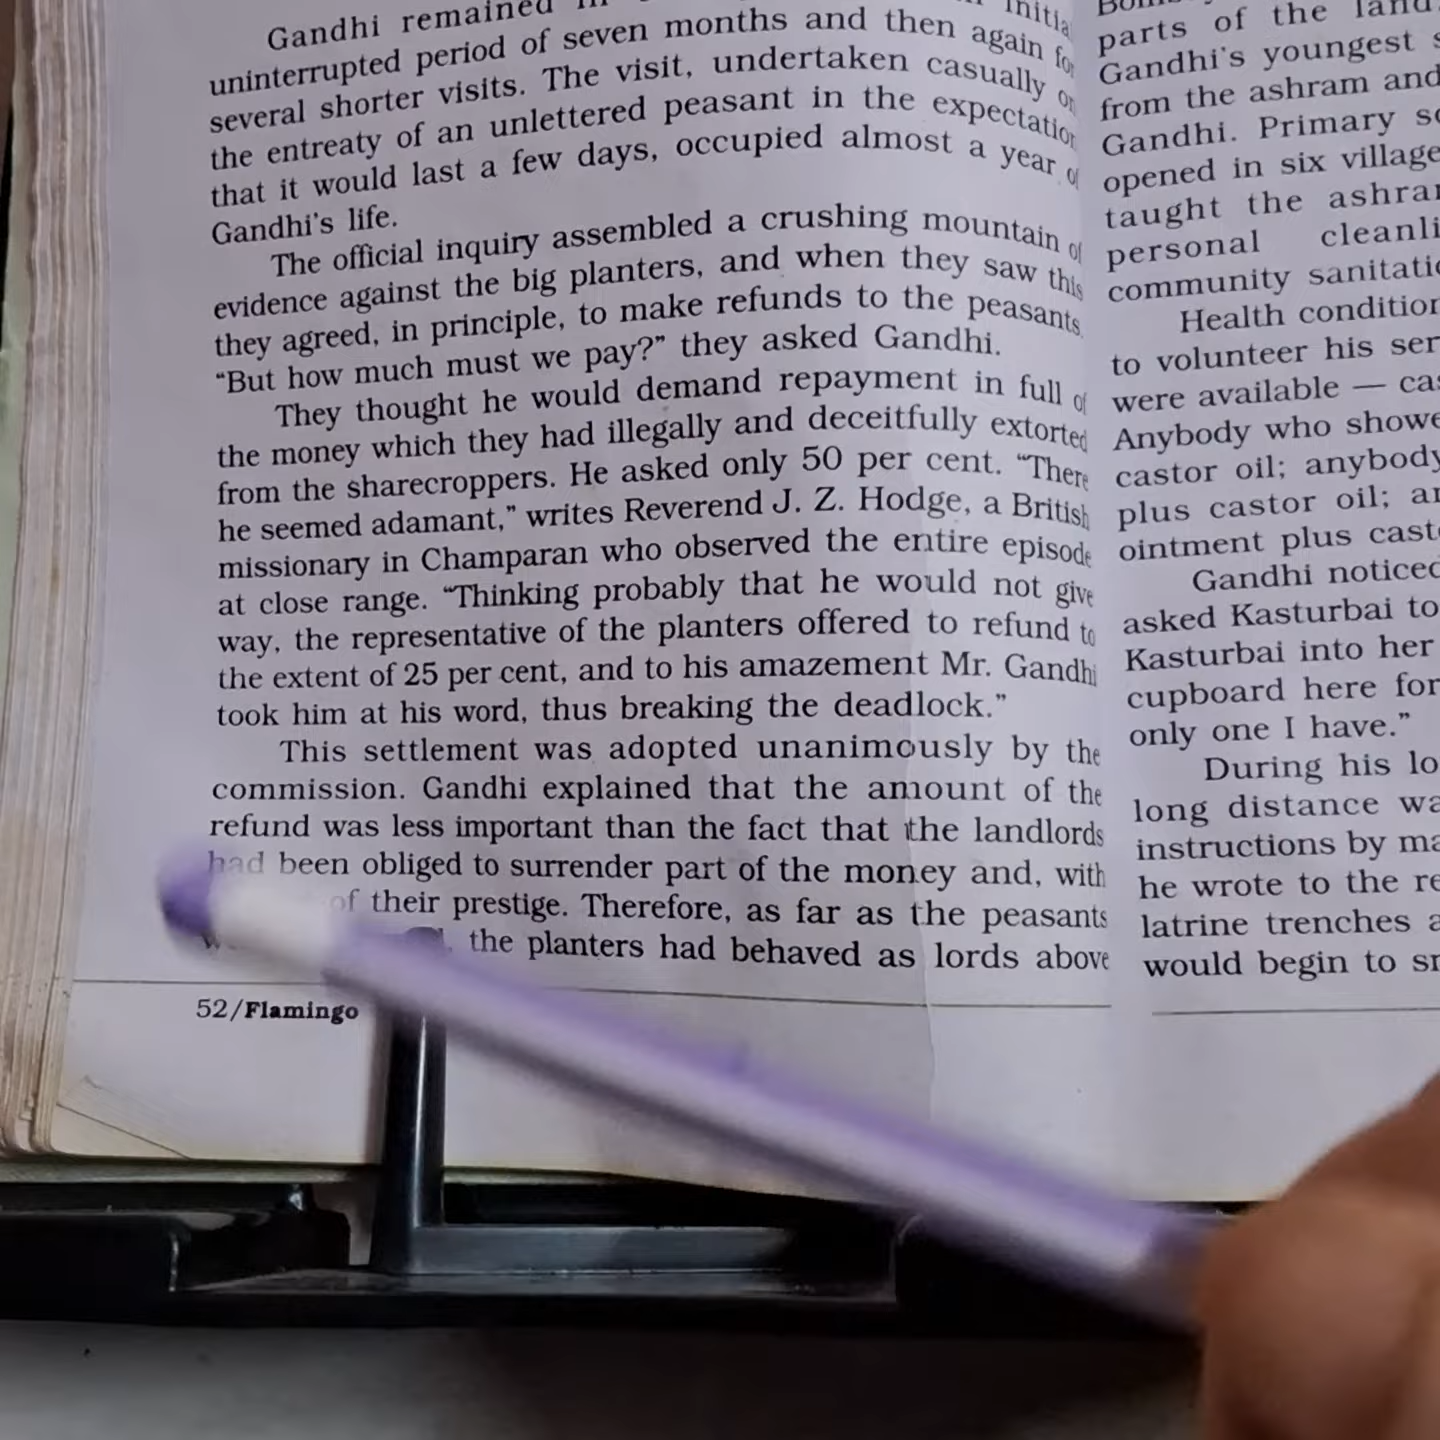 Gandhi remained
uninterrupted period of seven months and then again for
several shorter visits. The visit, undertaken casually on
the entreaty of an unlettered peasant in the expectation
that it would last a few days, occupied almost a year of
Gandhi's life.
The official inquiry assembled a crushing mountain of
evidence against the big planters, and when they saw this
they agreed, in principle, to make refunds to the peasants.
“But how much must we pay?” they asked Gandhi.
They thought he would demand repayment in full of
the money which they had illegally and deceitfully extorted
from the sharecroppers. He asked only 50 per cent. “There
he seemed adamant,” writes Reverend J. Z. Hodge, a British
missionary in Champaran who observed the entire episode
at close range. “Thinking probably that he would not give
way, the representative of the planters offered to refund to
the extent of 25 per cent, and to his amazement Mr. Gandhi
took him at his word, thus breaking the deadlock.”
This settlement was adopted unanimously by the
commission. Gandhi explained that the amount of the
refund was less important than the fact that the landlords
had been obliged to surrender part of the money and, with
of their prestige. Therefore, as far as the peasants
the planters had behaved as lords above
52/Flamingo
parts of the
Gandhi's youngest
from the ashram and
Gandhi. Primary
opened in six
taught the
personal
community
Health
to volunteer his
were available —
Anybody who
castor oil; anybody
plus castor oil;
ointment plus
Gandhi noticed
asked Kasturbai to
Kasturbai into her
cupboard here for
only one I have.”
During his
long distance
instructions by
he wrote to the
latrine trenches
would begin to